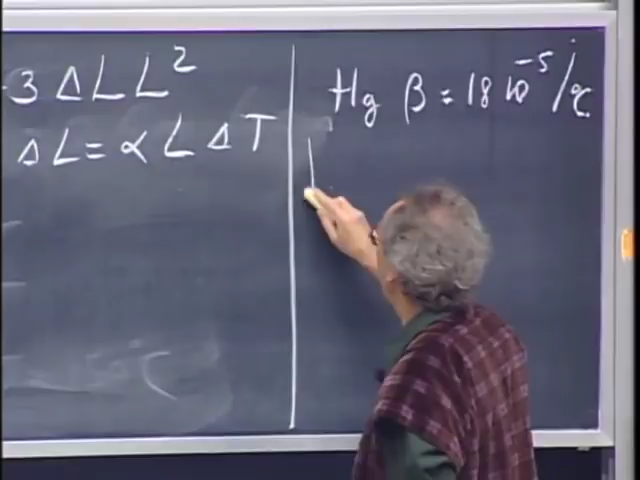 3 ΔL L²
ΔL = α L ΔT
Hg β = 18 10⁻⁵/°C